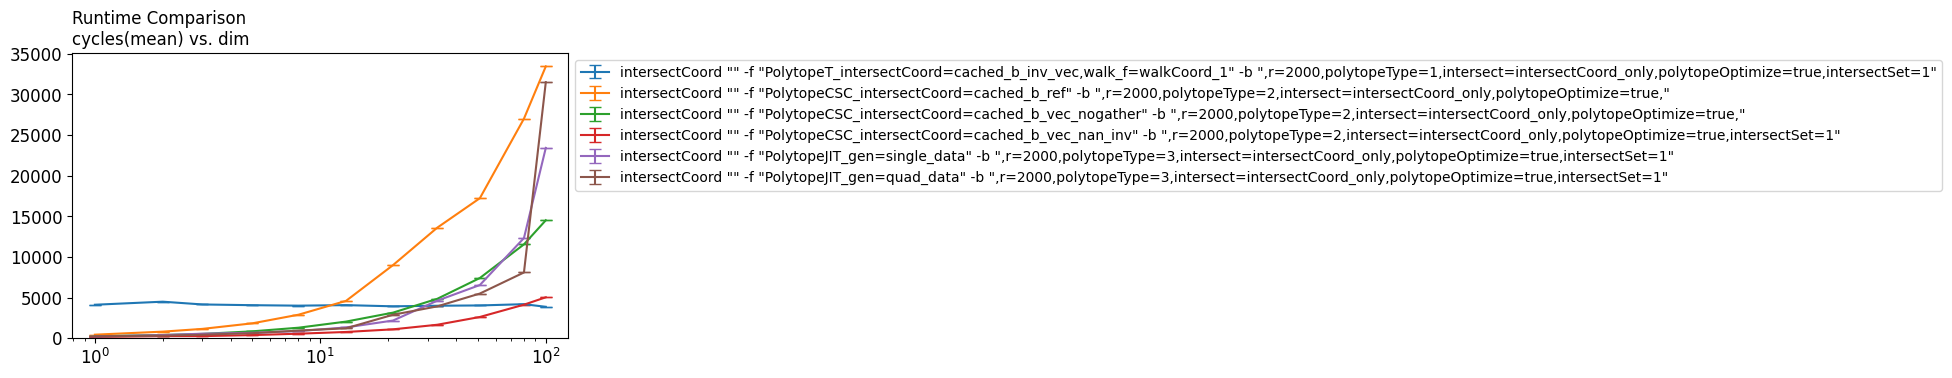 Runtime Comparison
cycles(mean) vs. dim
35000
30000
25000
20000
15000
10000
5000
0
10^0
10^1
10^2
intersectCoord "" -f "PolytopeT_intersectCoord=cached_b_inv_vec,walk_f=walkCoord_1" -b ",r=2000,polytopeType=1,intersect=intersectCoord_only,polytopeOptimize=true,intersectSet=1"
intersectCoord "" -f "PolytopeCSC_intersectCoord=cached_b_ref" -b ",r=2000,polytopeType=2,intersect=intersectCoord_only,polytopeOptimize=true,"
intersectCoord "" -f "PolytopeCSC_intersectCoord=cached_b_vec_nogather" -b ",r=2000,polytopeType=2,intersect=intersectCoord_only,polytopeOptimize=true,"
intersectCoord "" -f "PolytopeCSC_intersectCoord=cached_b_vec_nan_inv" -b ",r=2000,polytopeType=2,intersect=intersectCoord_only,polytopeOptimize=true,intersectSet=1"
intersectCoord "" -f "PolytopeJIT_gen=single_data" -b ",r=2000,polytopeType=3,intersect=intersectCoord_only,polytopeOptimize=true,intersectSet=1"
intersectCoord "" -f "PolytopeJIT_gen=quad_data" -b ",r=2000,polytopeType=3,intersect=intersectCoord_only,polytopeOptimize=true,intersectSet=1"